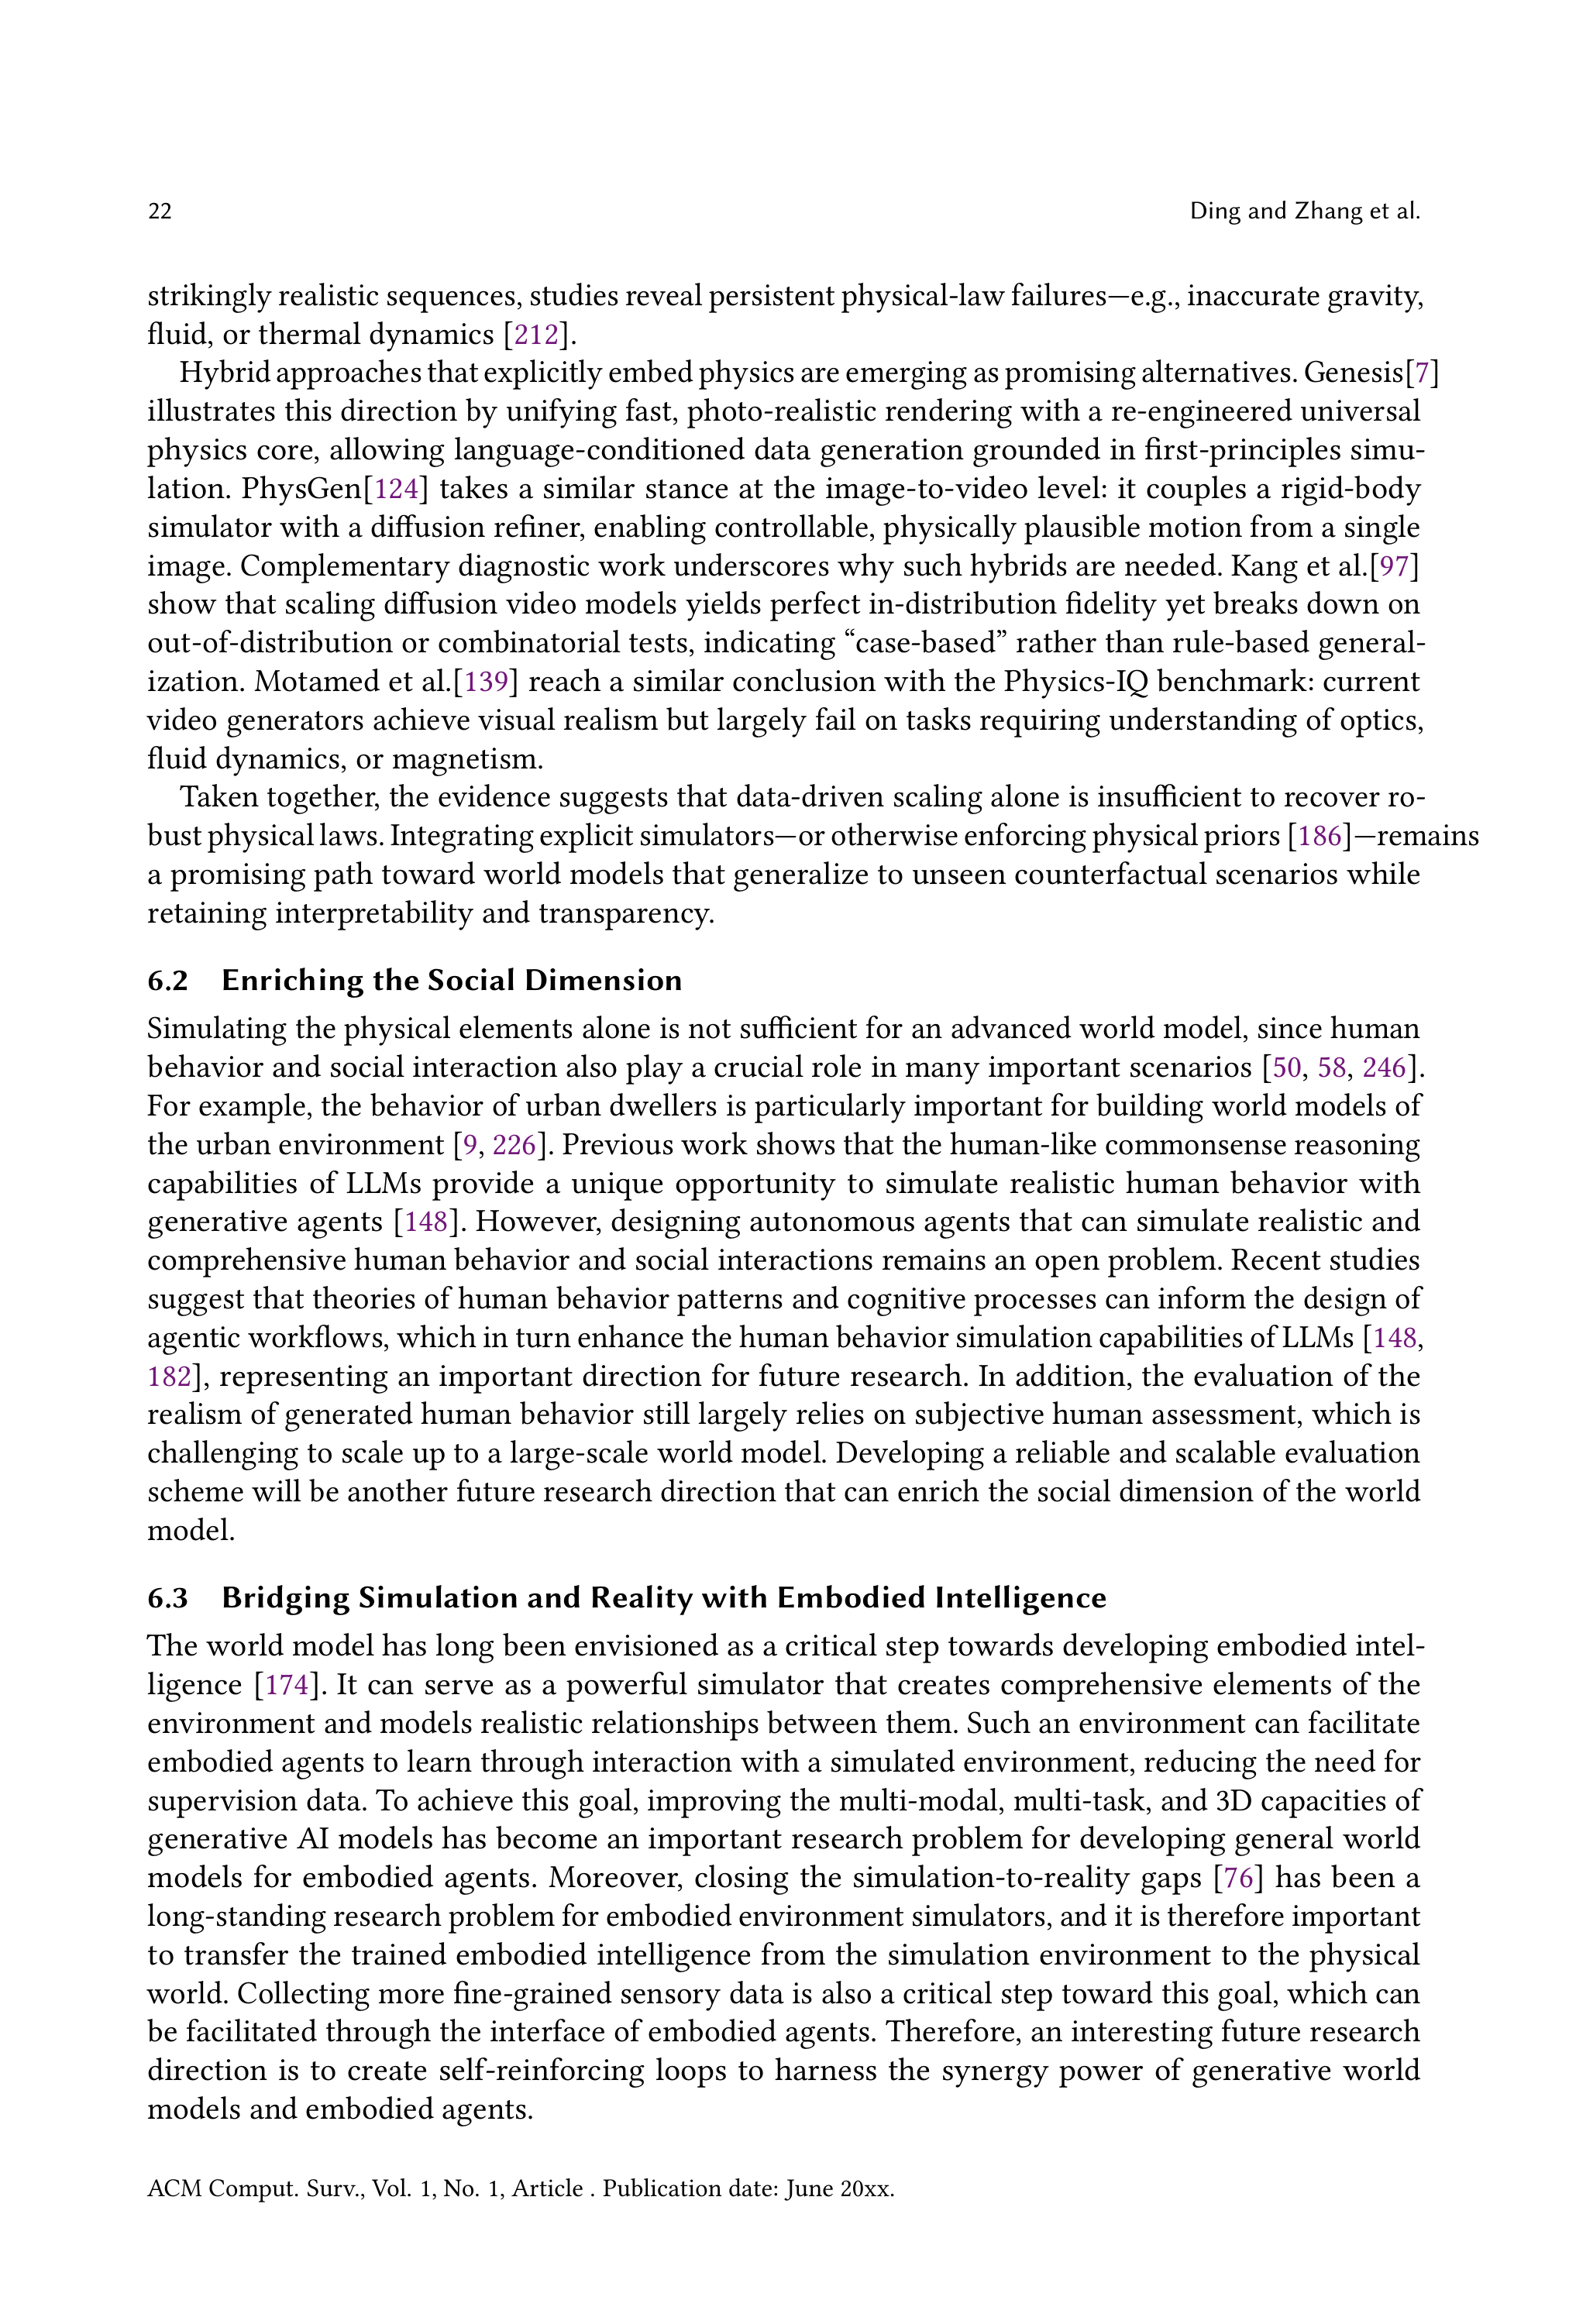 22
Ding and Zhang et al.
strikingly realistic sequences, studies reveal persistent physical-law failures—e.g., inaccurate gravity,
fluid, or thermal dynamics [212].
Hybrid approaches that explicitly embed physics are emerging as promising alternatives. Genesis[7]
illustrates this direction by unifying fast, photo-realistic rendering with a re-engineered universal
physics core, allowing language-conditioned data generation grounded in first-principles simu-
lation. PhysGen[124] takes a similar stance at the image-to-video level: it couples a rigid-body
simulator with a diffusion refiner, enabling controllable, physically plausible motion from a single
image. Complementary diagnostic work underscores why such hybrids are needed. Kang et al.[97]
show that scaling diffusion video models yields perfect in-distribution fidelity yet breaks down on
out-of-distribution or combinatorial tests, indicating “case-based” rather than rule-based general-
ization. Motamed et al.[139] reach a similar conclusion with the Physics-IQ benchmark: current
video generators achieve visual realism but largely fail on tasks requiring understanding of optics,
fluid dynamics, or magnetism.
Taken together, the evidence suggests that data-driven scaling alone is insufficient to recover ro-
bust physical laws. Integrating explicit simulators—or otherwise enforcing physical priors [186]—remains
a promising path toward world models that generalize to unseen counterfactual scenarios while
retaining interpretability and transparency.
6.2 Enriching the Social Dimension
Simulating the physical elements alone is not sufficient for an advanced world model, since human
behavior and social interaction also play a crucial role in many important scenarios [50, 58, 246].
For example, the behavior of urban dwellers is particularly important for building world models of
the urban environment [9, 226]. Previous work shows that the human-like commonsense reasoning
capabilities of LLMs provide a unique opportunity to simulate realistic human behavior with
generative agents [148]. However, designing autonomous agents that can simulate realistic and
comprehensive human behavior and social interactions remains an open problem. Recent studies
suggest that theories of human behavior patterns and cognitive processes can inform the design of
agentic workflows, which in turn enhance the human behavior simulation capabilities of LLMs [148,
182], representing an important direction for future research. In addition, the evaluation of the
realism of generated human behavior still largely relies on subjective human assessment, which is
challenging to scale up to a large-scale world model. Developing a reliable and scalable evaluation
scheme will be another future research direction that can enrich the social dimension of the world
model.
6.3 Bridging Simulation and Reality with Embodied Intelligence
The world model has long been envisioned as a critical step towards developing embodied intel-
ligence [174]. It can serve as a powerful simulator that creates comprehensive elements of the
environment and models realistic relationships between them. Such an environment can facilitate
embodied agents to learn through interaction with a simulated environment, reducing the need for
supervision data. To achieve this goal, improving the multi-modal, multi-task, and 3D capacities of
generative AI models has become an important research problem for developing general world
models for embodied agents. Moreover, closing the simulation-to-reality gaps [76] has been a
long-standing research problem for embodied environment simulators, and it is therefore important
to transfer the trained embodied intelligence from the simulation environment to the physical
world. Collecting more fine-grained sensory data is also a critical step toward this goal, which can
be facilitated through the interface of embodied agents. Therefore, an interesting future research
direction is to create self-reinforcing loops to harness the synergy power of generative world
models and embodied agents.
ACM Comput. Surv., Vol. 1, No. 1, Article . Publication date: June 20xx.